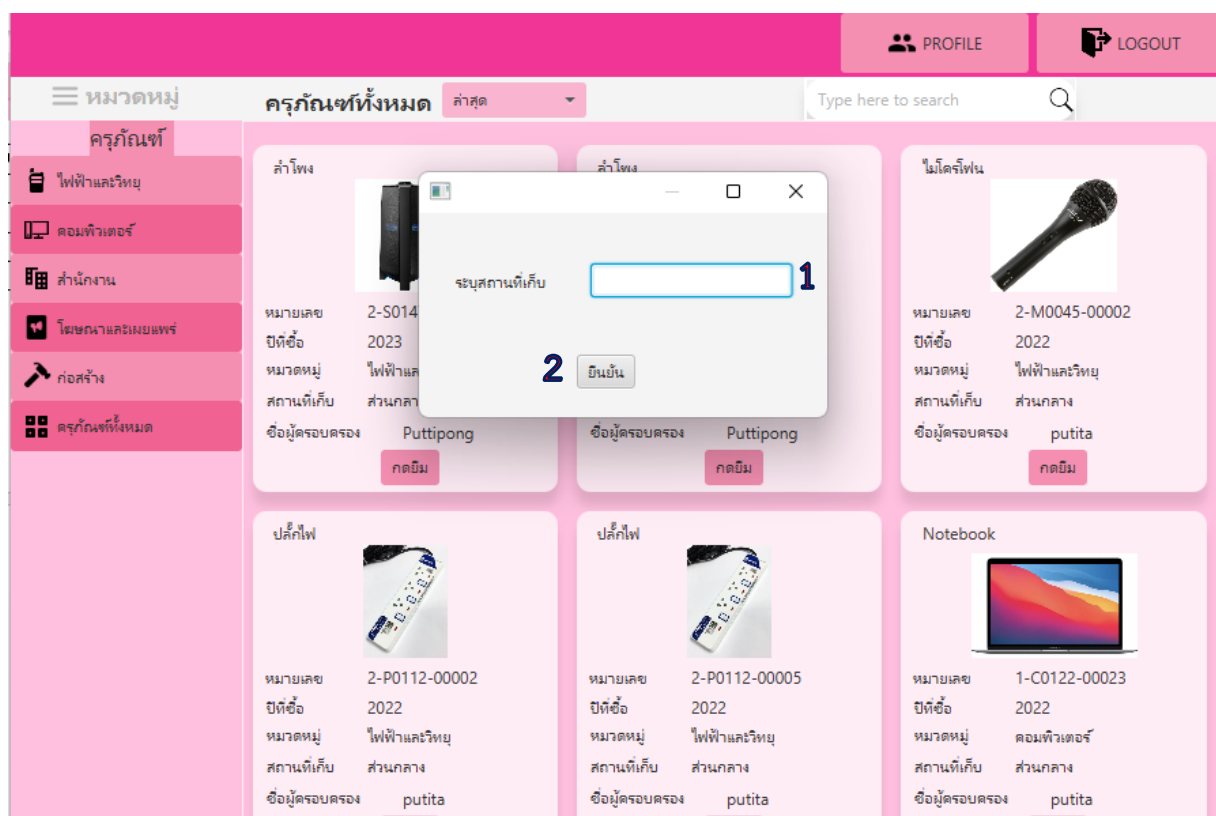 PROFILE
LOGOUT
หมวดหมู่
ครุภัณฑ์ทั้งหมด
ล่าสุด
Type here to search
ครุภัณฑ์
ไฟฟ้าและวิทยุ
คอมพิวเตอร์
สำนักงาน
โฆษณาและเผยแพร่
ก่อสร้าง
ครุภัณฑ์ทั้งหมด
ลำโพง
หมายเลข 2-S014
ปีที่ซื้อ 2023
หมวดหมู่ ไฟฟ้าและ
สถานที่เก็บ ส่วนกลา
ชื่อผู้ครอบครอง Puttipong
กดยืม
ลำโพง
ชื่อผู้ครอบครอง Puttipong
กดยืม
ระบุสถานที่เก็บ
1
2
ยืนยัน
ไมโครโฟน
หมายเลข 2-M0045-00002
ปีที่ซื้อ 2022
หมวดหมู่ ไฟฟ้าและวิทยุ
สถานที่เก็บ ส่วนกลาง
ชื่อผู้ครอบครอง putita
กดยืม
ปลั๊กไฟ
หมายเลข 2-P0112-00002
ปีที่ซื้อ 2022
หมวดหมู่ ไฟฟ้าและวิทยุ
สถานที่เก็บ ส่วนกลาง
ชื่อผู้ครอบครอง putita
ปลั๊กไฟ
หมายเลข 2-P0112-00005
ปีที่ซื้อ 2022
หมวดหมู่ ไฟฟ้าและวิทยุ
สถานที่เก็บ ส่วนกลาง
ชื่อผู้ครอบครอง putita
Notebook
หมายเลข 1-C0122-00023
ปีที่ซื้อ 2022
หมวดหมู่ คอมพิวเตอร์
สถานที่เก็บ ส่วนกลาง
ชื่อผู้ครอบครอง putita